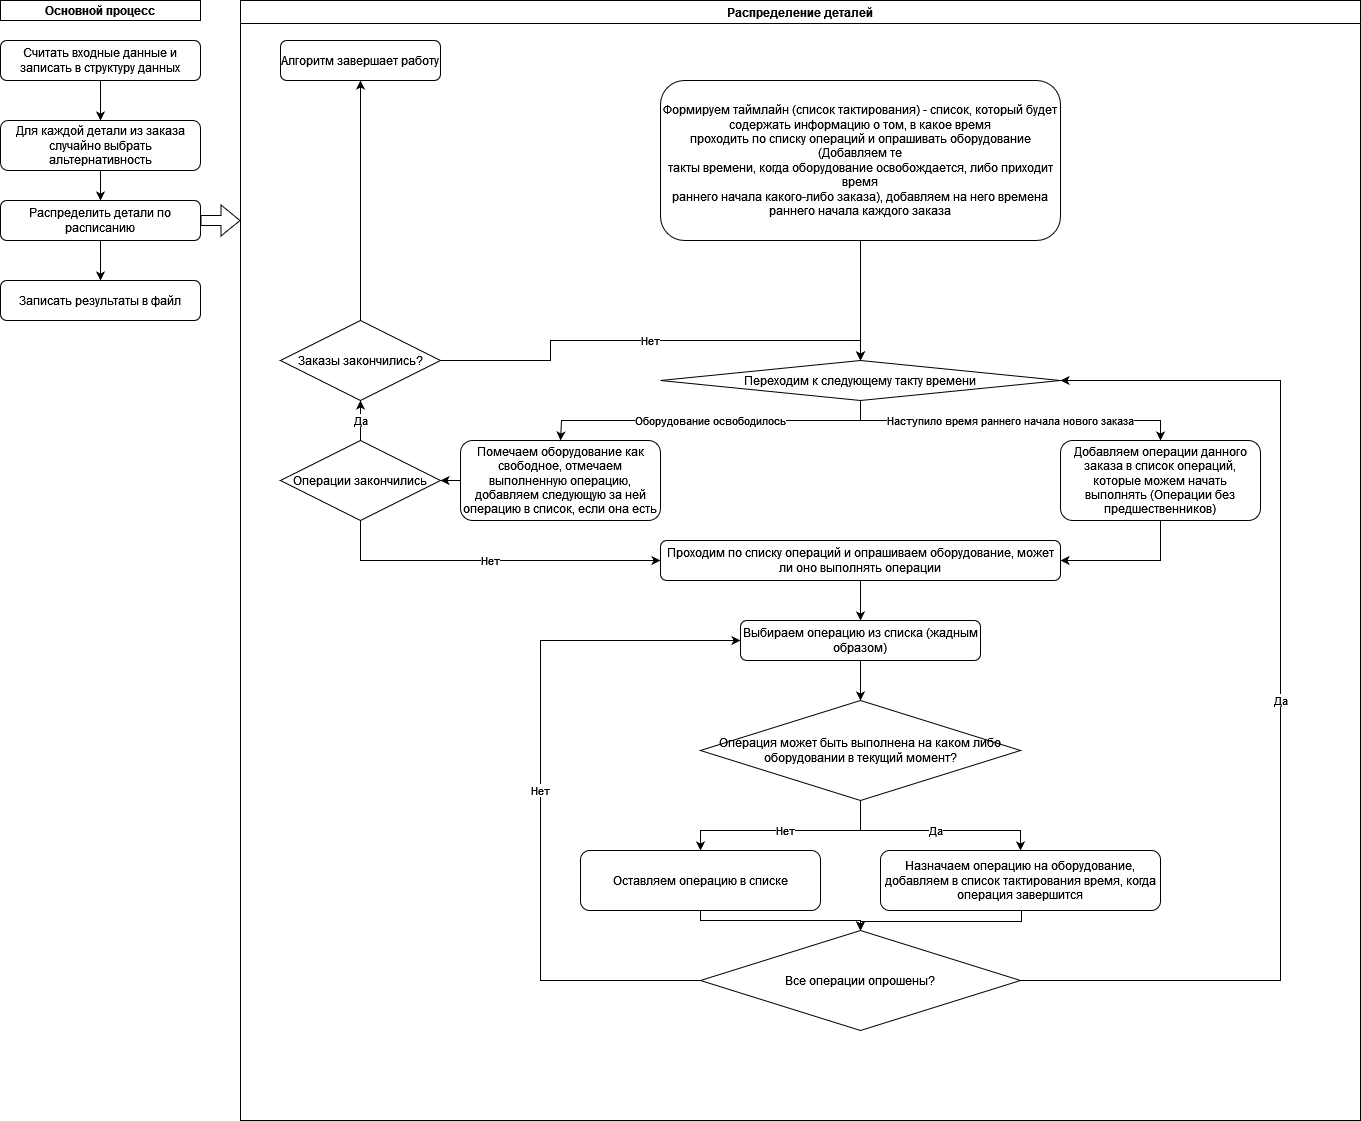 Основной процесс
Считать входные данные и
записать в структуру данных
Для каждой детали из заказа
случайно выбрать
альтернативность
Распределить детали по
расписанию
Записать результаты в файл
Распределение деталей
Алгоритм завершает работу
Формируем таймлайн (список тактирования) - список, который будет
содержать информацию о том, в какое время
проходить по списку операций и опрашивать оборудование
(Добавляем те
такты времени, когда оборудование освобождается, либо приходит
время
раннего начала какого-либо заказа), добавляем на него времена
раннего начала каждого заказа
Заказы закончились?
Нет
Переходим к следующему такту времени
Да
Оборудование освободилось
Наступило время раннего начала нового заказа
Операции закончились
Помечаем оборудование как
свободное, отмечаем
выполненную операцию,
добавляем следующую за ней
операцию в список, если она есть
Добавляем операции данного
заказа в список операций,
которые можем начать
выполнять (Операции без
предшественников)
Нет
Проходим по списку операций и опрашиваем оборудование, может
ли оно выполнять операции
Выбираем операцию из списка (жадным
образом)
Да
Операция может быть выполнена на каком либо
оборудовании в текущий момент?
Нет
Нет
Да
Оставляем операцию в списке
Назначаем операцию на оборудование,
добавляем в список тактирования время, когда
операция завершится
Все операции опрошены?